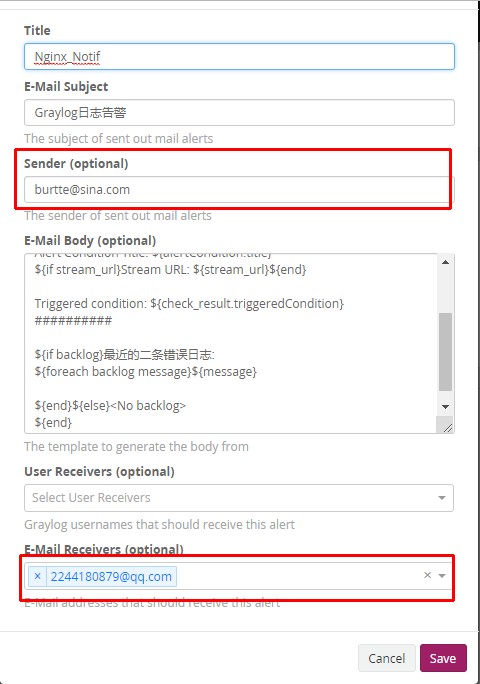 Title
Nginx_Notif
E-Mail Subject
Graylog日志告警
The subject of sent out mail alerts
Sender (optional)
burtte@sina.com
The sender of sent out mail alerts
E-Mail Body (optional)
Alert Condition Title: ${alertCondition.title}
${if stream_url}Stream URL: ${stream_url}${end}
Triggered condition: ${check_result.triggeredCondition}
##########
${if backlog}最近的二条错误日志:
${foreach backlog message}${message}
${end}${else}<No backlog>
${end}
The template to generate the body from
User Receivers (optional)
Select User Receivers
Graylog usernames that should receive this alert
E-Mail Receivers (optional)
× 2244180879@qq.com ×
E-Mail addresses that should receive this alert
Cancel Save